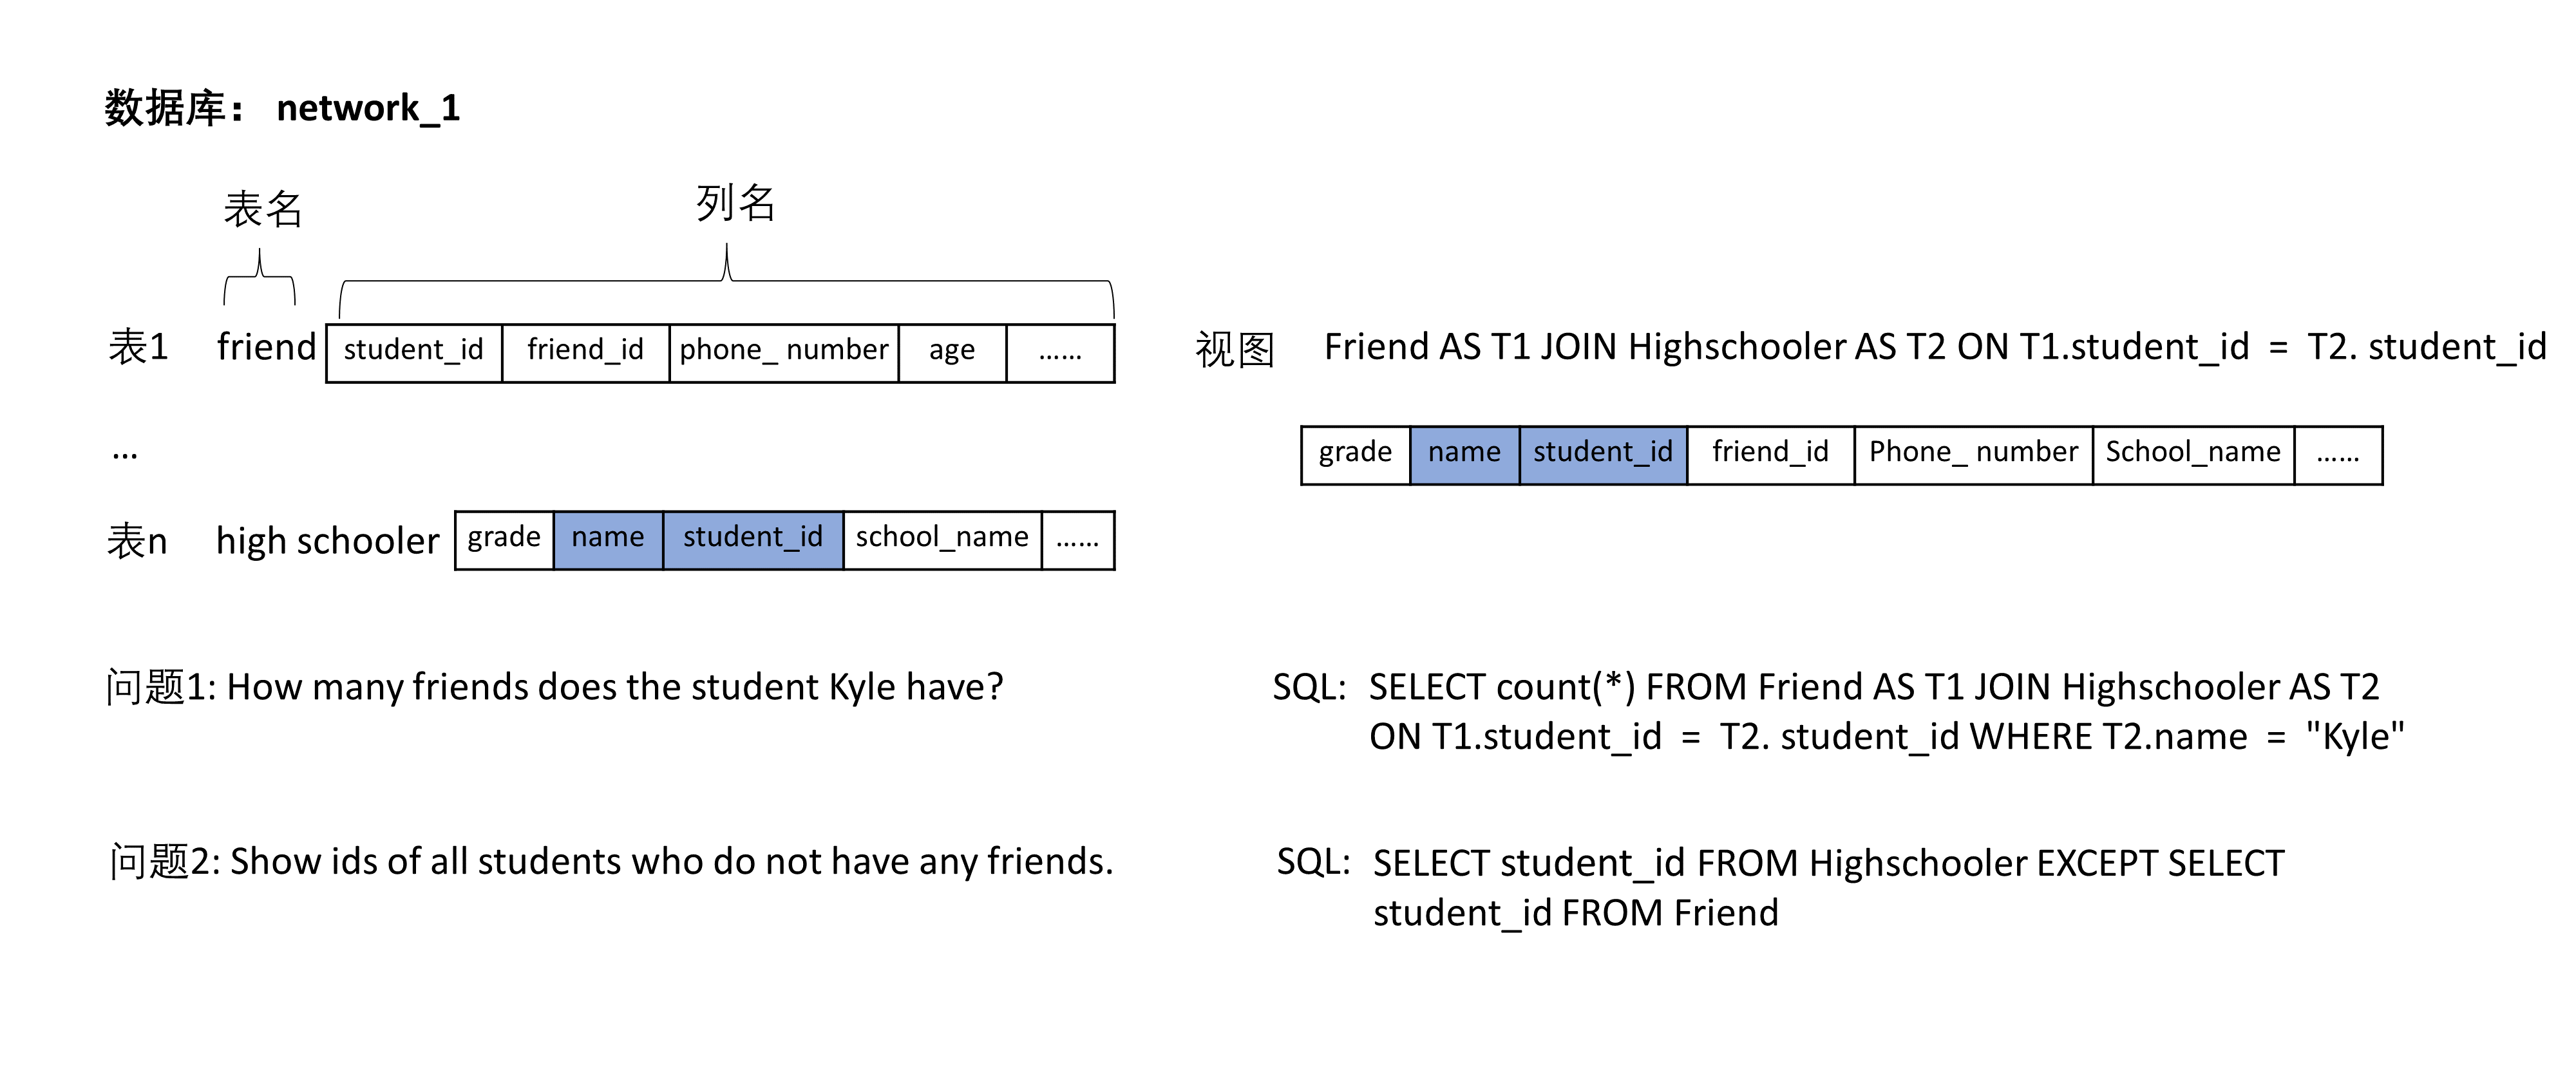 数据库： network_1
表名
列名
表1 friend student_id friend_id phone_ number age ......
...
表n high schooler grade name student_id school_name ......
视图 Friend AS T1 JOIN Highschooler AS T2 ON T1.student_id = T2. student_id
grade name student_id friend_id Phone_ number School_name ......
问题1: How many friends does the student Kyle have?
SQL: SELECT count(*) FROM Friend AS T1 JOIN Highschooler AS T2
ON T1.student_id = T2. student_id WHERE T2.name = "Kyle"
问题2: Show ids of all students who do not have any friends.
SQL: SELECT student_id FROM Highschooler EXCEPT SELECT
student_id FROM Friend